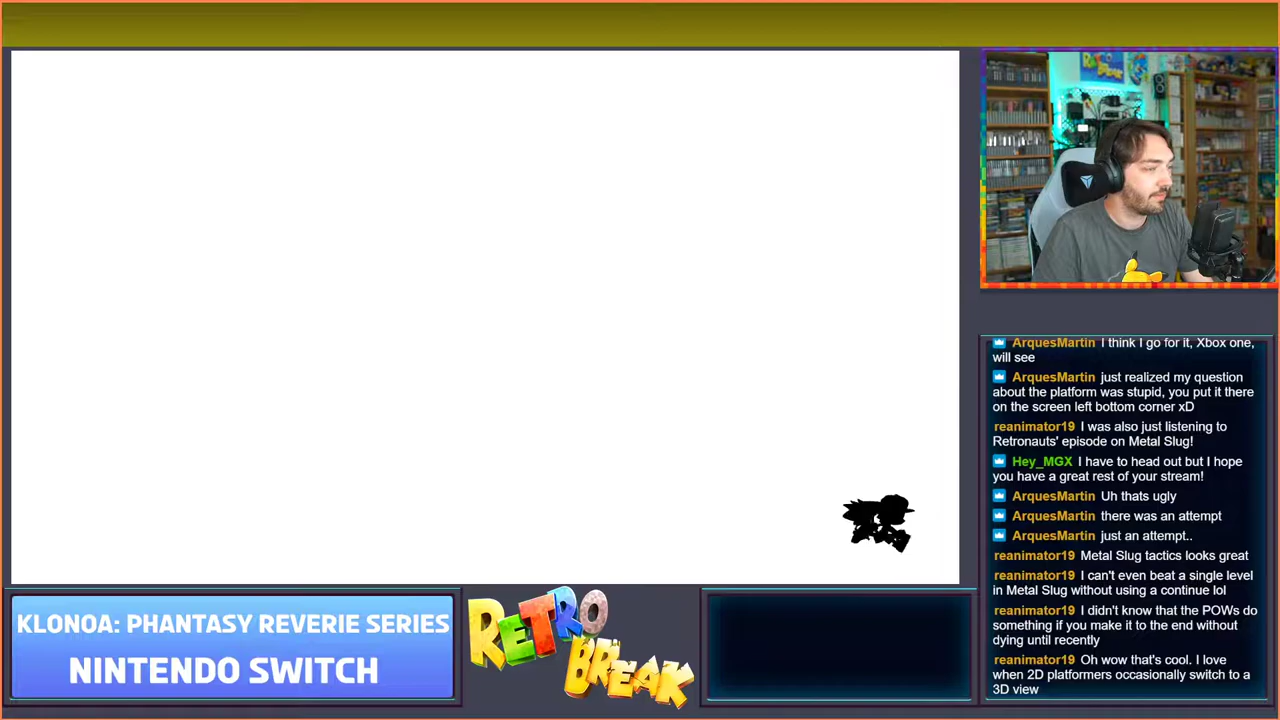 ArquesMartin I think I go for it, Xbox one,
will see
ArquesMartin just realized my question
about the platform was stupid, you put it there
on the screen left bottom corner xD
reanimator19 I was also just listening to
Retronauts' episode on Metal Slug!
Hey_MGX I have to head out but I hope
you have a great rest of your stream!
ArquesMartin Uh thats ugly
ArquesMartin there was an attempt
ArquesMartin just an attempt..
reanimator19 Metal Slug tactics looks great
reanimator19 I can't even beat a single level
in Metal Slug without using a continue lol
reanimator19 I didn't know that the POWs do
something if you make it to the end without
dying until recently
reanimator19 Oh wow that's cool. I love
when 2D platformers occasionally switch to a
3D view
KLONOA: PHANTASY REVERIE SERIES
NINTENDO SWITCH
RETRO
BREAK